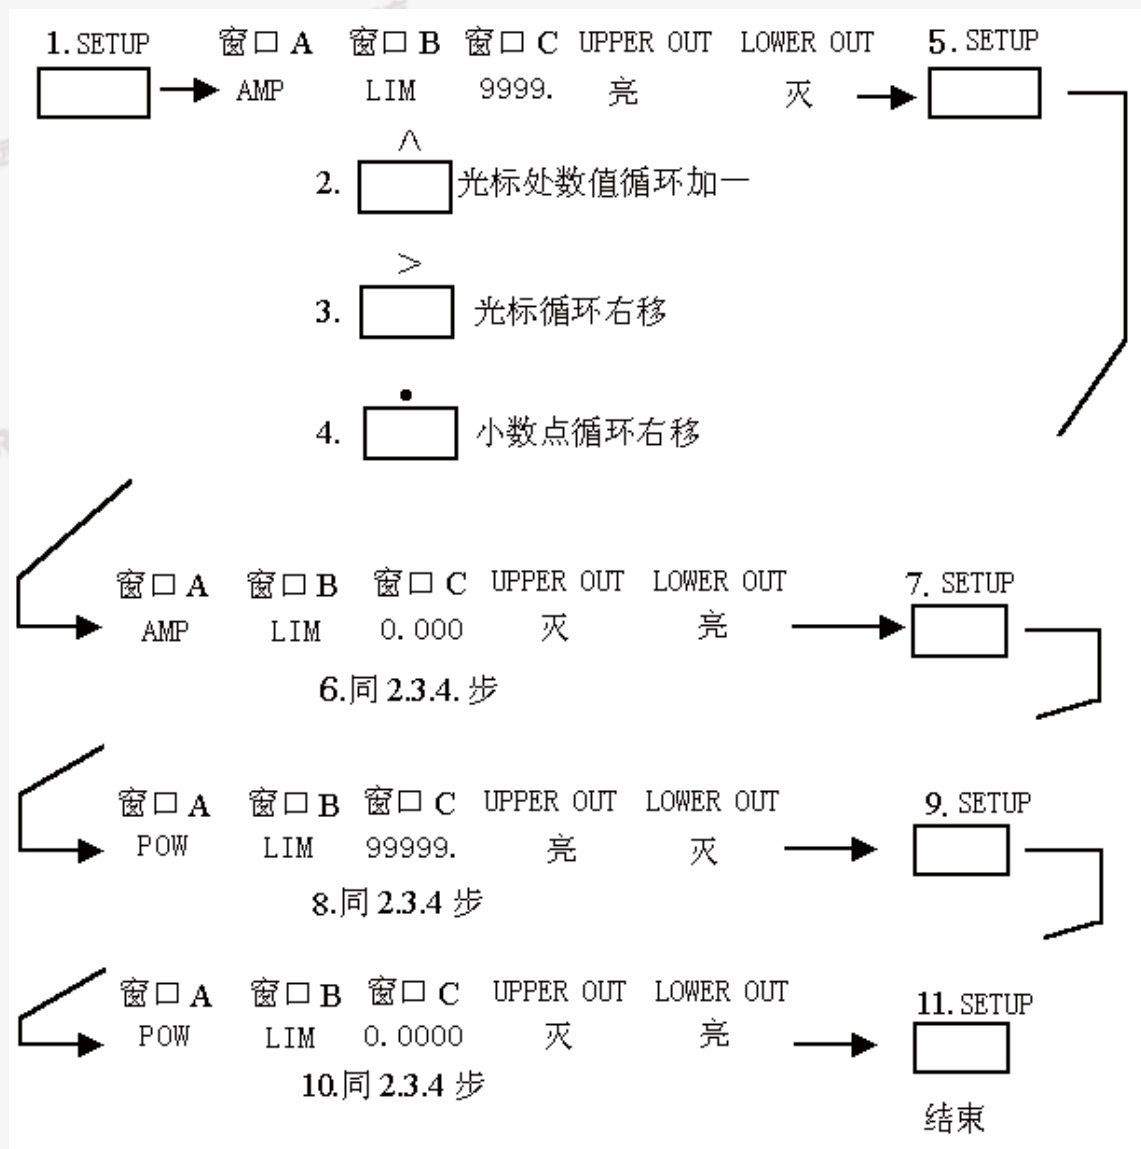 1. SETUP 窗口 A 窗口 B 窗口 C UPPER OUT LOWER OUT 5. SETUP
AMP LIM 9999. 亮 灭
^
2. 光标处数值循环加一
>
3. 光标循环右移
•
4. 小数点循环右移
窗口 A 窗口 B 窗口 C UPPER OUT LOWER OUT 7. SETUP
AMP LIM 0.000 灭 亮
6.同 2.3.4. 步
窗口 A 窗口 B 窗口 C UPPER OUT LOWER OUT 9. SETUP
POW LIM 99999. 亮 灭
8.同 2.3.4 步
窗口 A 窗口 B 窗口 C UPPER OUT LOWER OUT 11. SETUP
POW LIM 0.0000 灭 亮
10.同 2.3.4 步
结束